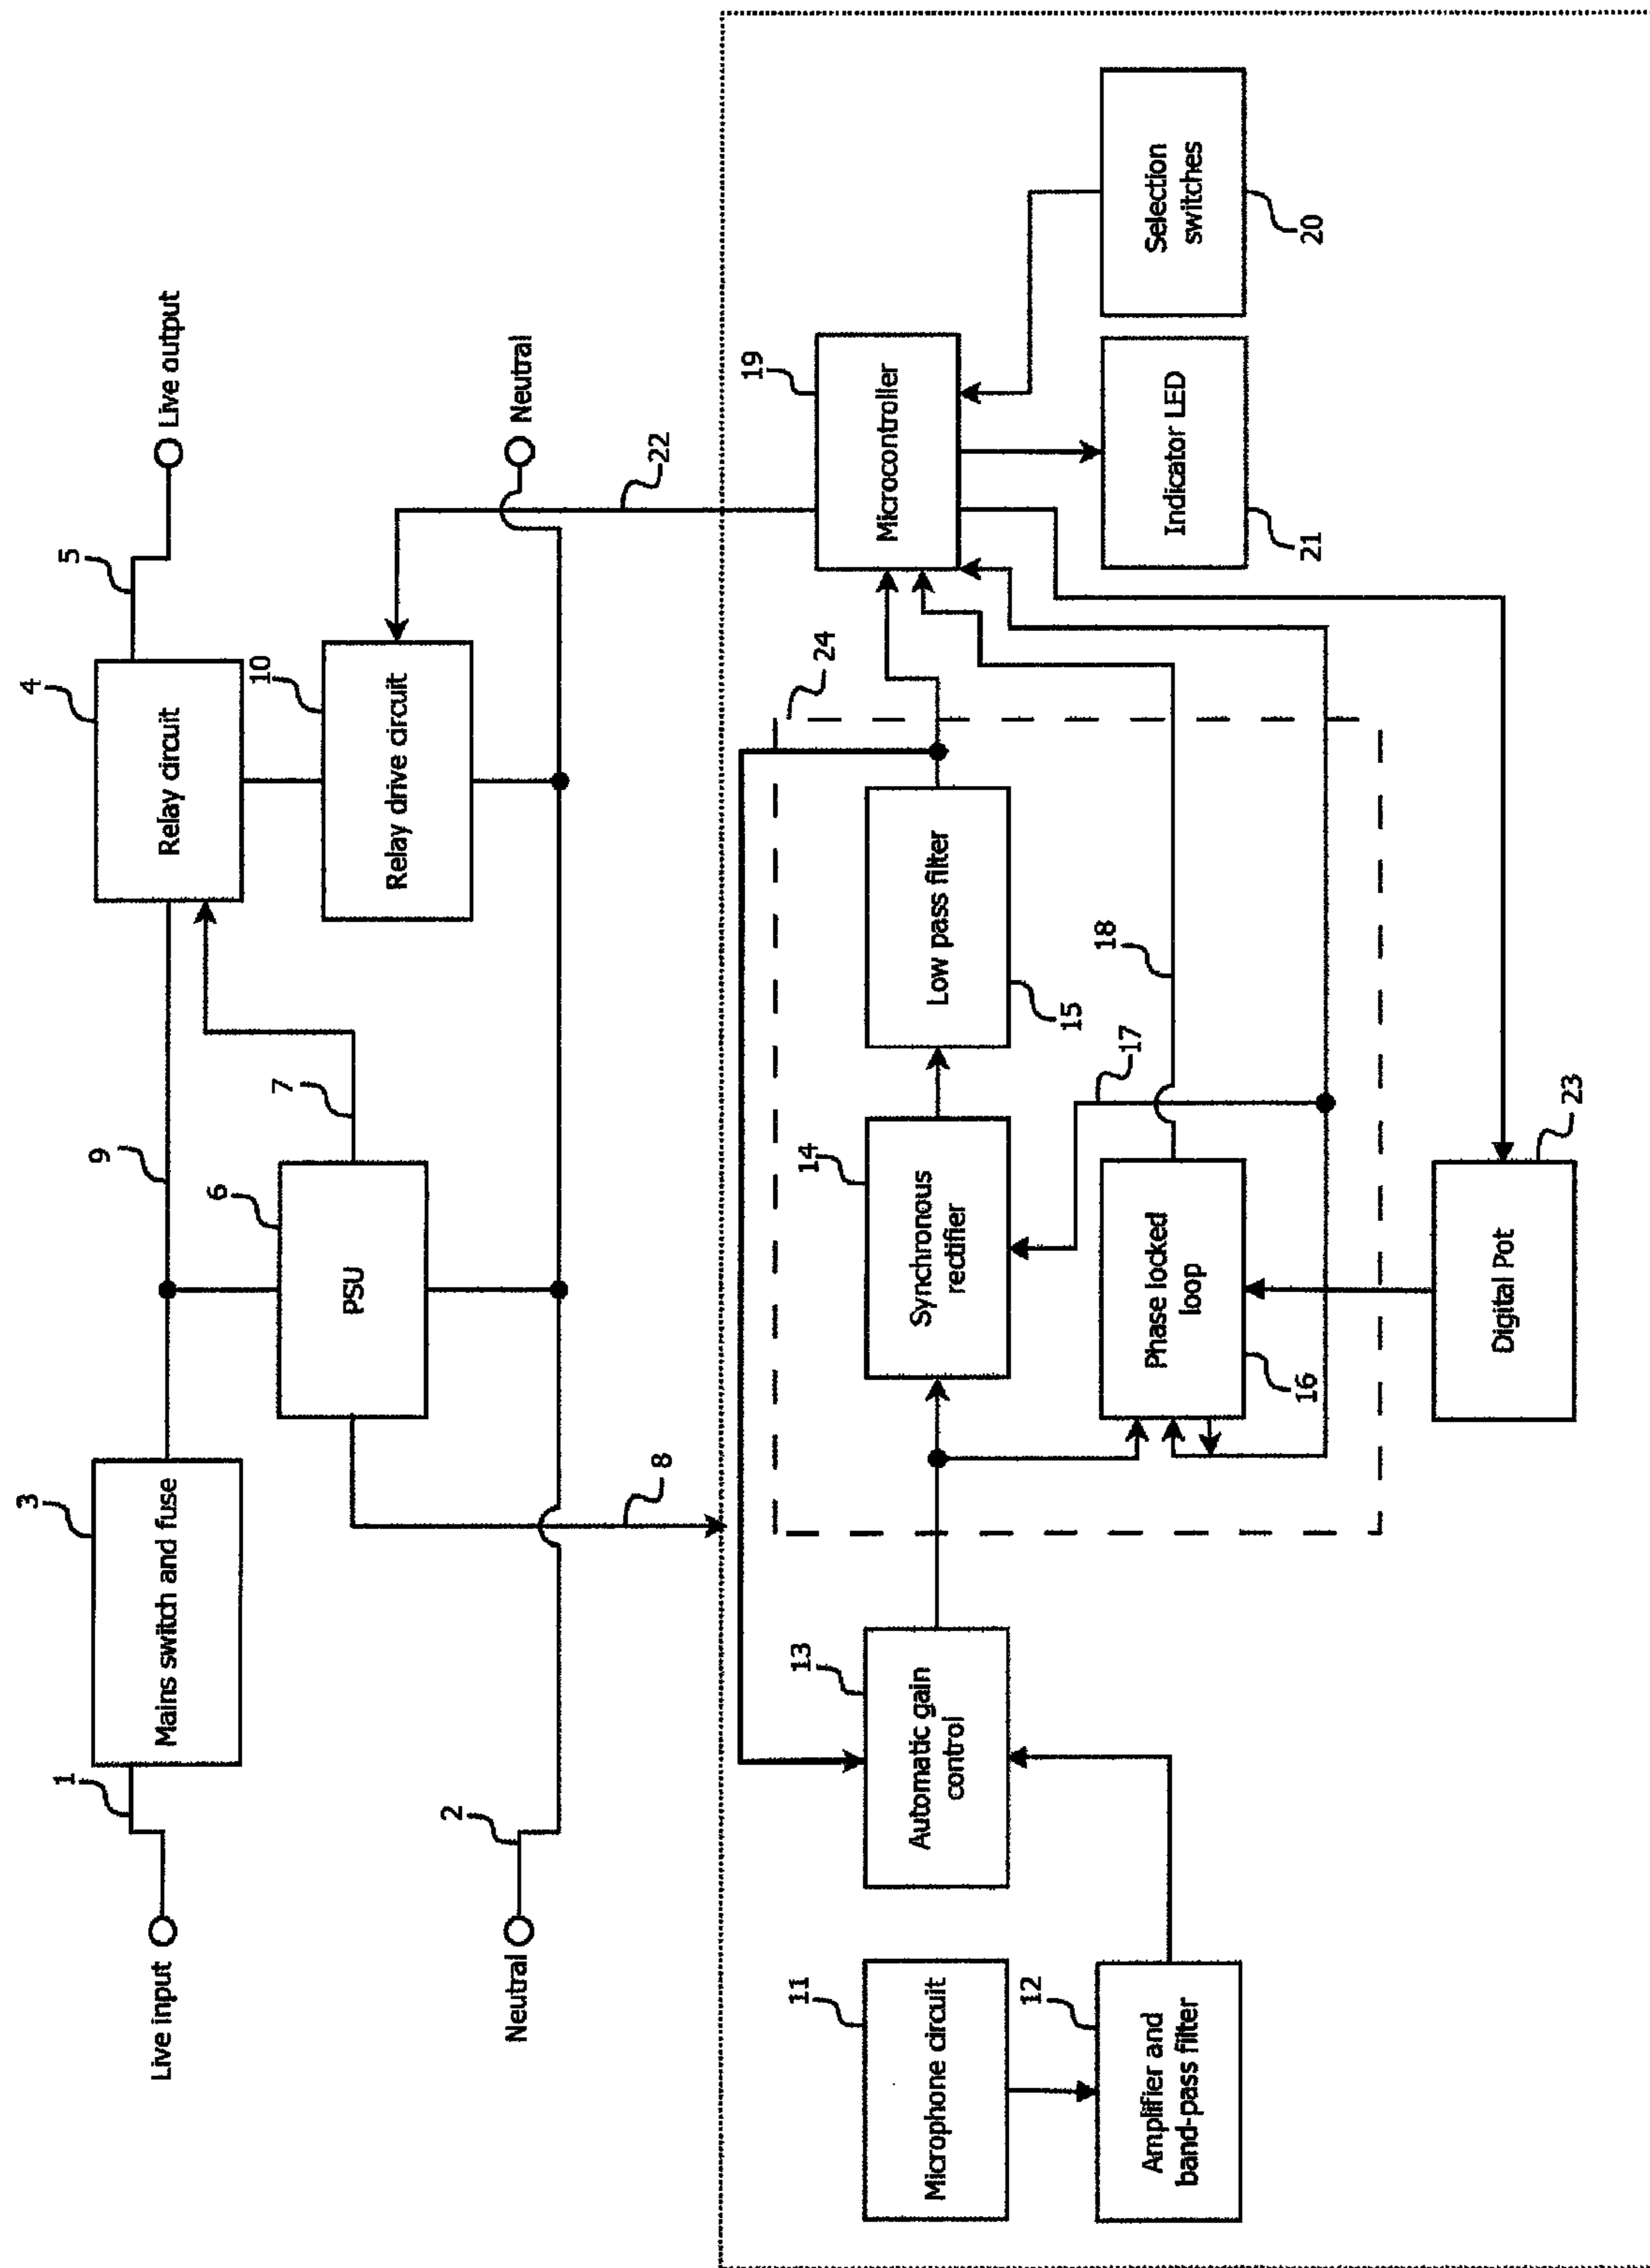 Live input
1
3
Mains switch and fuse
9
4
Relay circuit
5
Live output
6
PSU
7
10
Relay drive circuit
Neutral
2
8
22
Neutral
11
Microphone circuit
12
Amplifier and
band-pass filter
13
Automatic gain
control
14
Synchronous
rectifier
Low pass filter
15
24
17
18
Phase locked
loop
16
Digital Pot
23
19
Microcontroller
Indicator LED
21
Selection
switches
20